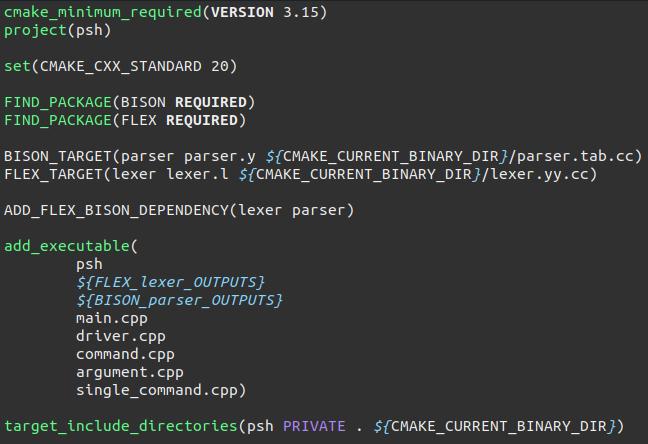 cmake_minimum_required(VERSION 3.15)
project(psh)
set(CMAKE_CXX_STANDARD 20)
FIND_PACKAGE(BISON REQUIRED)
FIND_PACKAGE(FLEX REQUIRED)
BISON_TARGET(parser parser.y ${CMAKE_CURRENT_BINARY_DIR}/parser.tab.cc)
FLEX_TARGET(lexer lexer.l ${CMAKE_CURRENT_BINARY_DIR}/lexer.yy.cc)
ADD_FLEX_BISON_DEPENDENCY(lexer parser)
add_executable(
psh
${FLEX_lexer_OUTPUTS}
${BISON_parser_OUTPUTS}
main.cpp
driver.cpp
command.cpp
argument.cpp
single_command.cpp)
target_include_directories(psh PRIVATE . ${CMAKE_CURRENT_BINARY_DIR})